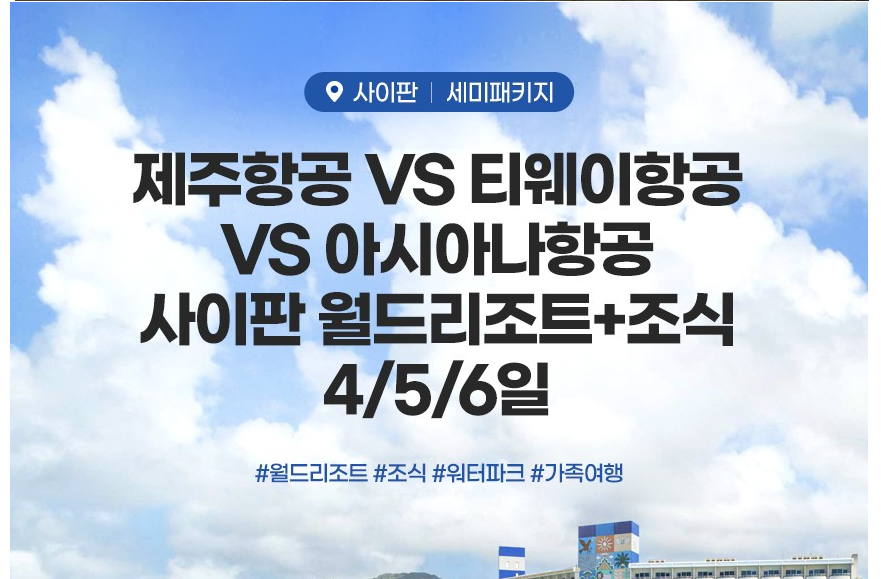 사이판 | 세미패키지
제주항공 VS 티웨이항공
VS 아시아나항공
사이판 월드리조트+조식
4/5/6일
#월드리조트 #조식 #워터파크 #가족여행